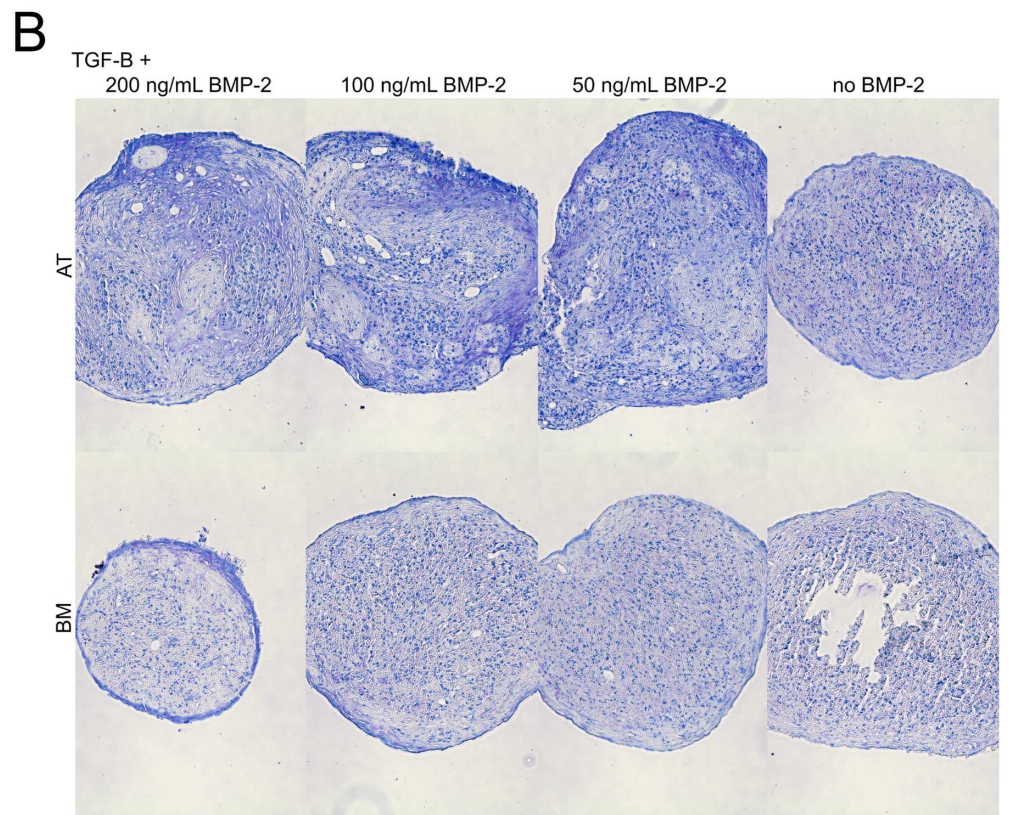 B
TGF-B +
200 ng/mL BMP-2
100 ng/mL BMP-2
50 ng/mL BMP-2
no BMP-2
AT
BM